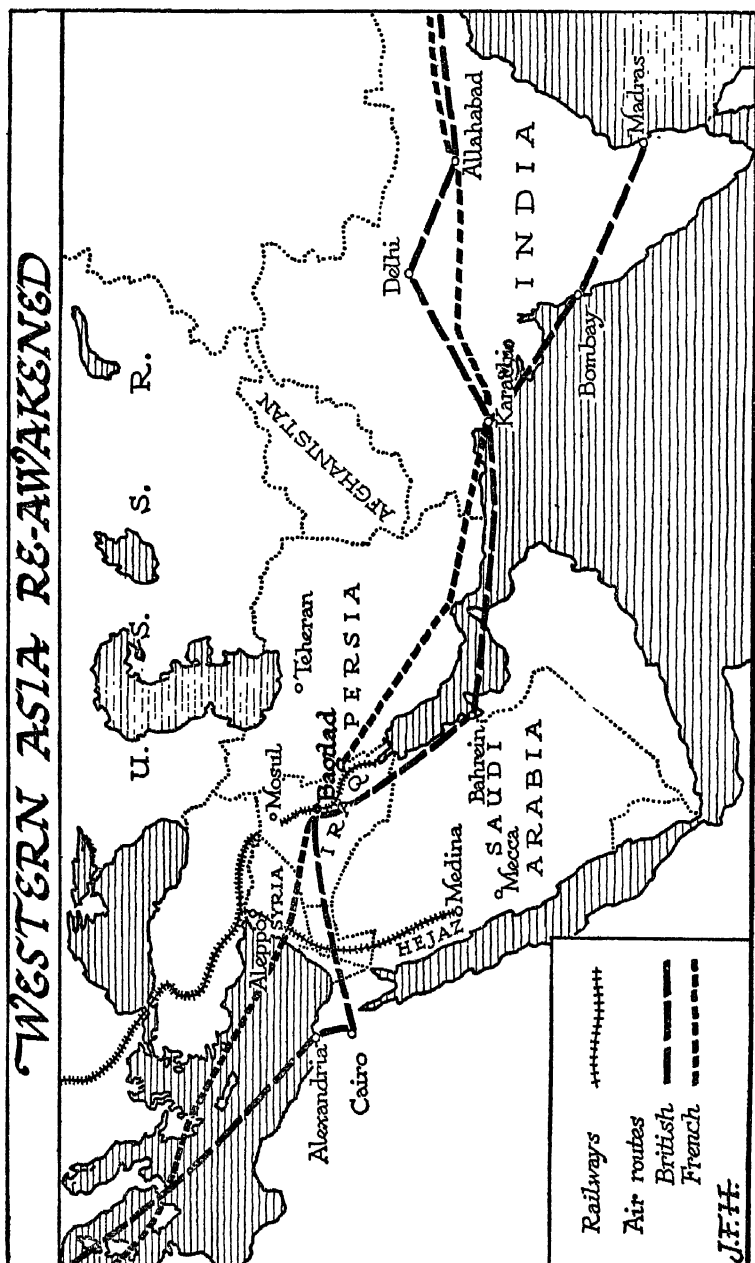 WESTERN ASIA RE-AWAKENED
U. S. S. R.
AFGHANISTAN
Teheran
PERSIA
Mosul
Bagdad
IRAQ
Aleppo
SYRIA
Alexandria
Cairo
HEJAZ
Medina
Mecca
SAUDI
ARABIA
Bahrein
Karachi
Delhi
Allahabad
INDIA
Bombay
Madras
Railways
Air routes
British
French
J.F.H.